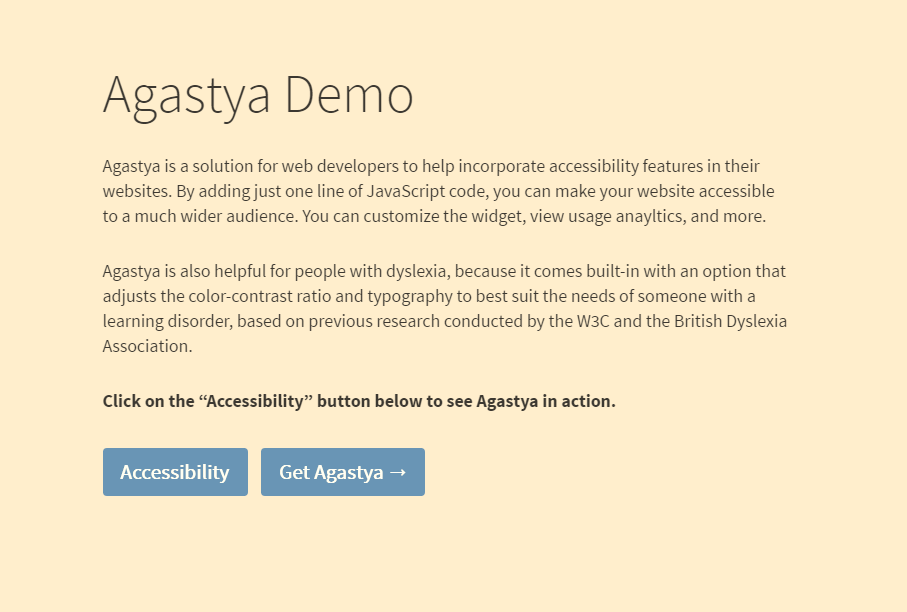 Agastya Demo
Agastya is a solution for web developers to help incorporate accessibility features in their
websites. By adding just one line of JavaScript code, you can make your website accessible
to a much wider audience. You can customize the widget, view usage anayltics, and more.
Agastya is also helpful for people with dyslexia, because it comes built-in with an option that
adjusts the color-contrast ratio and typography to best suit the needs of someone with a
learning disorder, based on previous research conducted by the W3C and the British Dyslexia
Association.
Click on the “Accessibility” button below to see Agastya in action.
Accessibility Get Agastya →